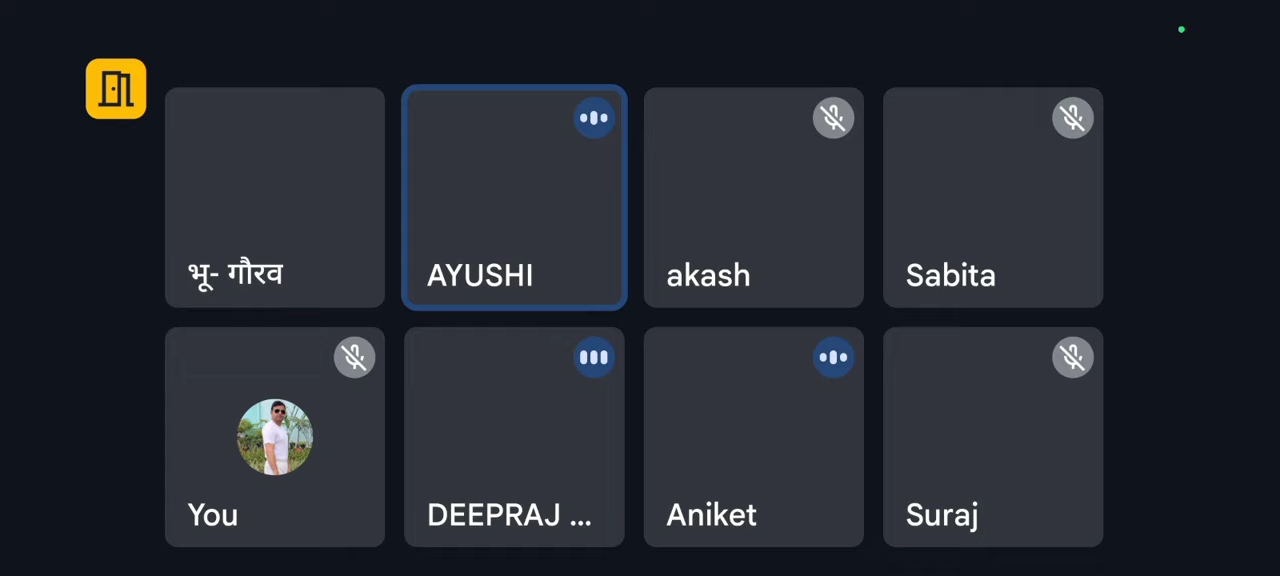 भू- गौरव
AYUSHI
akash
Sabita
You
DEEPRAJ ...
Aniket
Suraj